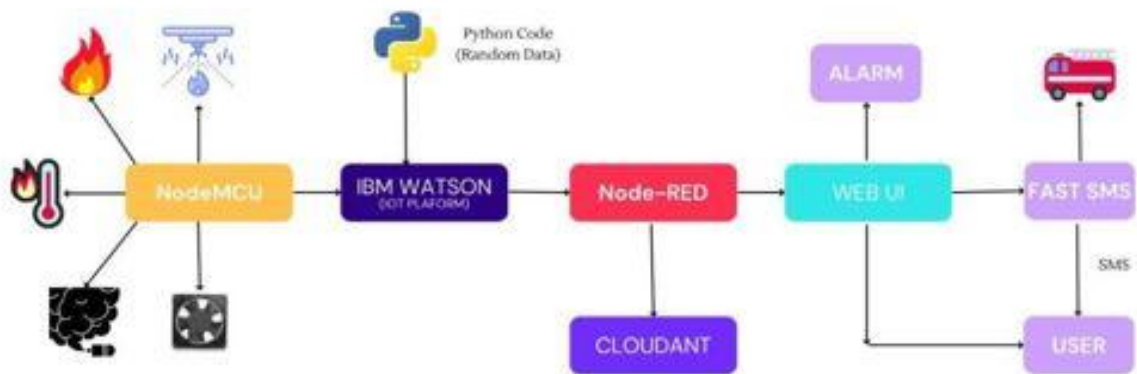 Python Code
(Random Data)
ALARM
NodeMCU
IBM WATSON
(IOT PLAFORM)
Node-RED
WEB UI
FAST SMS
SMS
CLOUDANT
USER